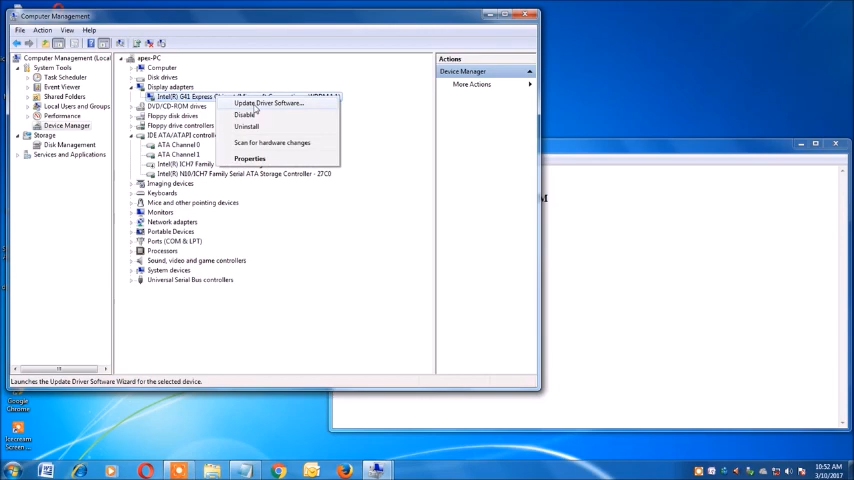 Computer Management
File Action View Help
Computer Management (Local
System Tools
Task Scheduler
Event Viewer
Shared Folders
Local Users and Groups
Performance
Device Manager
Storage
Disk Management
Services and Applications
apex-PC
Computer
Disk drives
Display adapters
Intel(R) G41 Express
DVD/CD-ROM drives
Floppy disk drives
Floppy drive controllers
IDE ATA/ATAPI controllers
ATA Channel 0
ATA Channel 1
Intel(R) ICH7 Family
Intel(R) N10/ICH7 Family Serial ATA Storage Controller - 27C0
Imaging devices
Keyboards
Mice and other pointing devices
Monitors
Network adapters
Portable Devices
Ports (COM & LPT)
Processors
Sound, video and game controllers
System devices
Universal Serial Bus controllers
Update Driver Software...
Disable
Uninstall
Scan for hardware changes
Properties
Actions
Device Manager
More Actions
Launches the Update Driver Software Wizard for the selected device.
M
Google
Chrome
Icecream
Screen ...
10:52 AM
3/10/2017